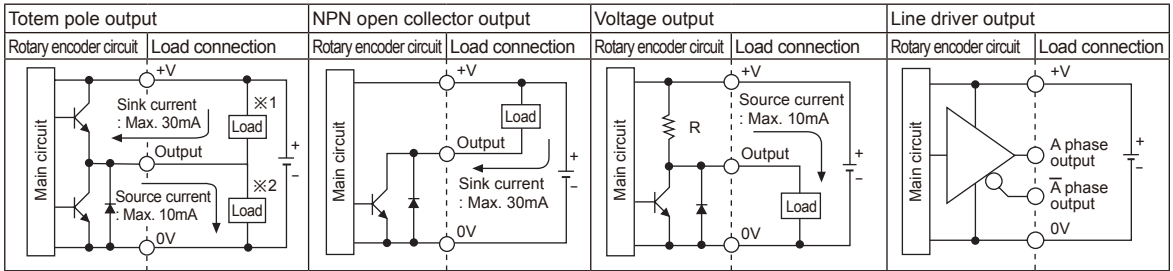 Totem pole output
NPN open collector output
Voltage output
Line driver output
Rotary encoder circuit
Load connection
Rotary encoder circuit
Load connection
Rotary encoder circuit
Load connection
Rotary encoder circuit
Load connection
Main circuit
+V
Sink current
: Max. 30mA
※1
Load
Output
+
−
Source current
: Max. 10mA
※2
Load
0V
Main circuit
+V
Load
Output
+
−
Sink current
: Max. 30mA
0V
Main circuit
+V
Source current
: Max. 10mA
R
Output
+
−
Load
0V
Main circuit
+V
A phase
output
+
−
A̅ phase
output
0V